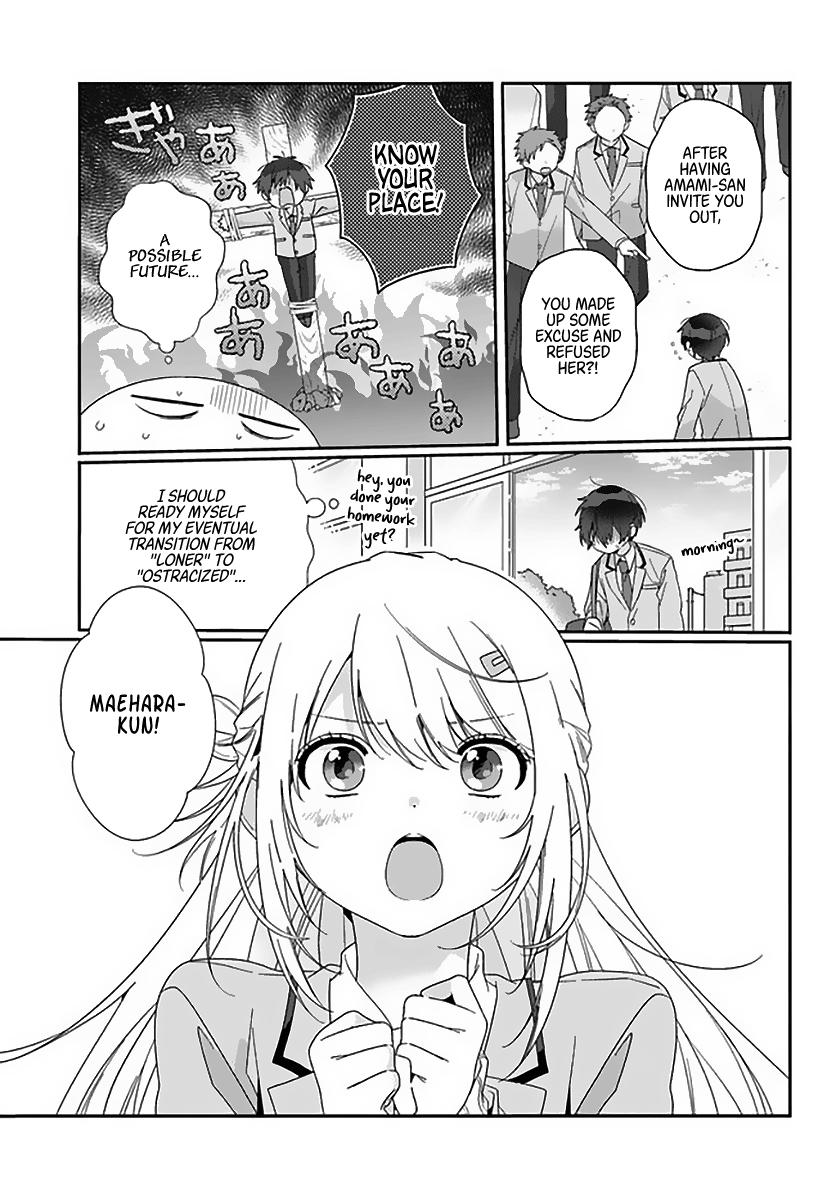 AFTER
HAVING
AMAMI-SAN
INVITE YOU
OUT,
YOU MADE
UP SOME
EXCUSE AND
REFUSED
HER?!
KNOW
YOUR
PLACE!
ぎゃ
ああ
ああ
ああ
ああ
A
POSSIBLE
FUTURE...
morning~
hey, you
done your
homework
yet?
I SHOULD
READY MYSELF
FOR MY EVENTUAL
TRANSITION FROM
"LONER" TO
"OSTRACIZED"...
MAEHARA-
KUN!